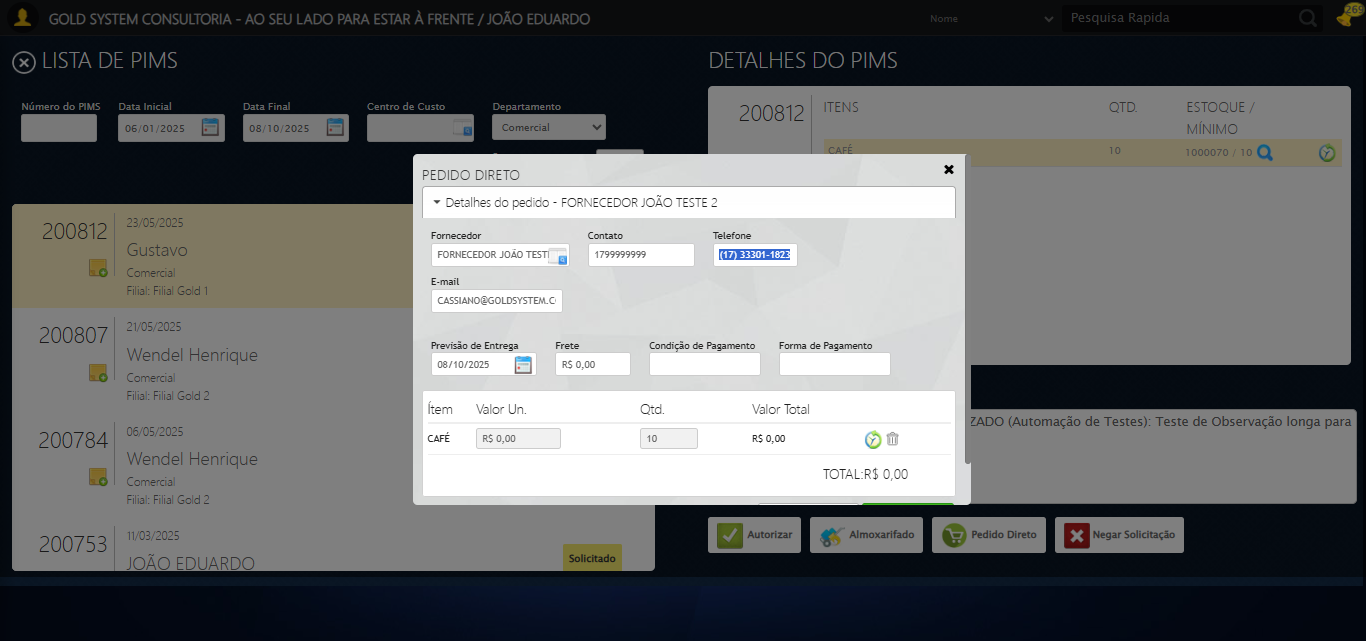 GOLD SYSTEM CONSULTORIA - AO SEU LADO PARA ESTAR À FRENTE / JOÃO EDUARDO
Nome
Pesquisa Rapida
269
LISTA DE PIMS
Número do PIMS
Data Inicial
Data Final
Centro de Custo
Departamento
06/01/2025
08/10/2025
Comercial
200812
23/05/2025
Gustavo
Comercial
Filial: Filial Gold 1
200807
21/05/2025
Wendel Henrique
Comercial
Filial: Filial Gold 2
200784
06/05/2025
Wendel Henrique
Comercial
Filial: Filial Gold 2
200753
11/03/2025
JOÃO EDUARDO
Solicitado
PEDIDO DIRETO
Detalhes do pedido - FORNECEDOR JOÃO TESTE 2
Fornecedor
Contato
Telefone
FORNECEDOR JOÃO TEST
1799999999
(17) 33301-1823
E-mail
CASSIANO@GOLDSYSTEM.C
Previsão de Entrega
Frete
Condição de Pagamento
Forma de Pagamento
08/10/2025
R$ 0,00
Ítem
Valor Un.
Qtd.
Valor Total
CAFÉ
R$ 0,00
10
R$ 0,00
TOTAL:R$ 0,00
DETALHES DO PIMS
200812
ITENS
QTD.
ESTOQUE /
MÍNIMO
CAFÉ
10
1000070 / 10
ZADO (Automação de Testes): Teste de Observação longa para
Autorizar
Almoxarifado
Pedido Direto
Negar Solicitação